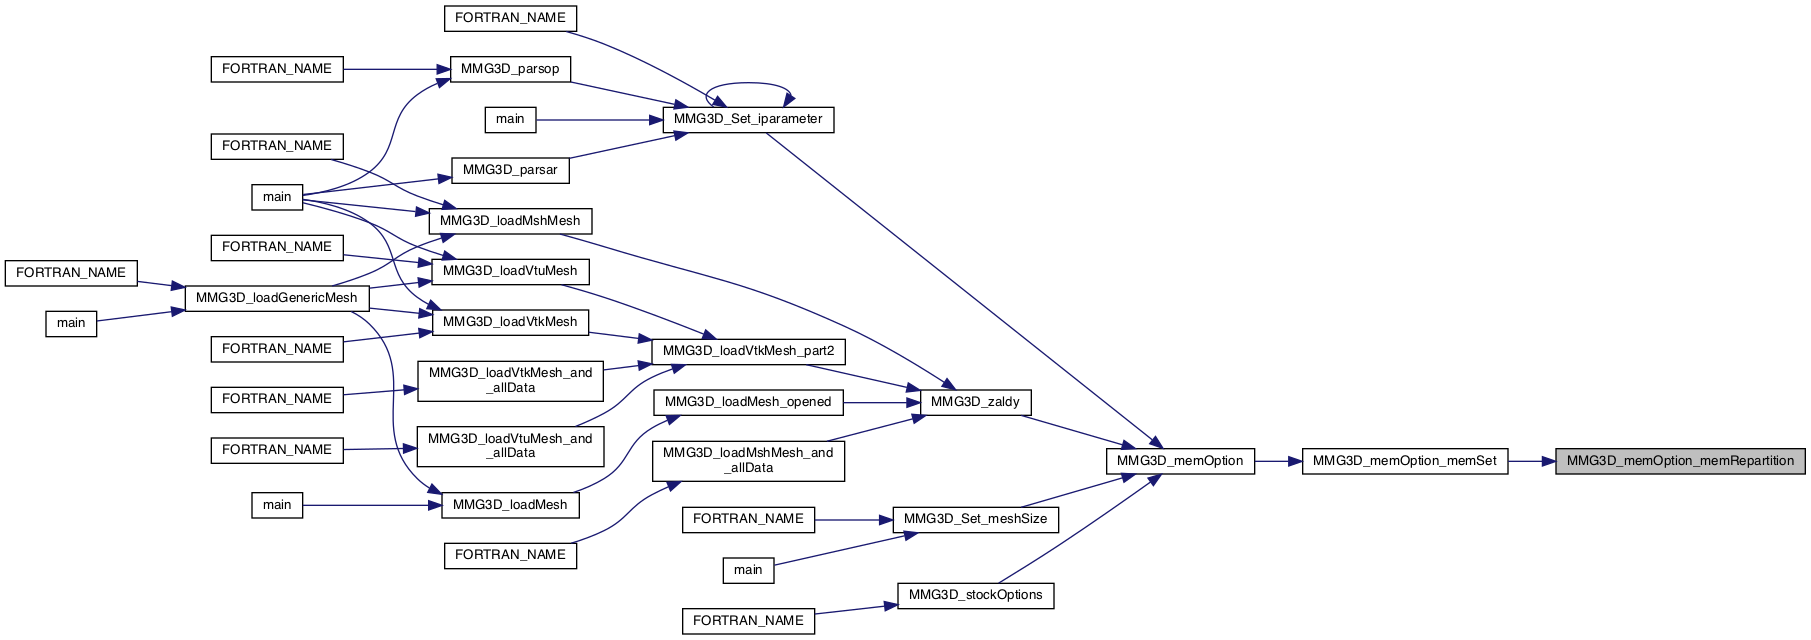 FORTRAN_NAME
FORTRAN_NAME
MMG3D_parsop
main
MMG3D_Set_iparameter
FORTRAN_NAME
MMG3D_parsar
main
MMG3D_loadMshMesh
FORTRAN_NAME
FORTRAN_NAME
MMG3D_loadVtuMesh
MMG3D_loadGenericMesh
main
MMG3D_loadVtkMesh
FORTRAN_NAME
MMG3D_loadVtkMesh_part2
MMG3D_loadVtkMesh_and
_allData
FORTRAN_NAME
MMG3D_loadMesh_opened
MMG3D_zaldy
FORTRAN_NAME
MMG3D_loadVtuMesh_and
_allData
MMG3D_loadMshMesh_and
_allData
MMG3D_memOption
MMG3D_memOption_memSet
MMG3D_memOption_memRepartition
main
MMG3D_loadMesh
FORTRAN_NAME
MMG3D_Set_meshSize
FORTRAN_NAME
main
MMG3D_stockOptions
FORTRAN_NAME